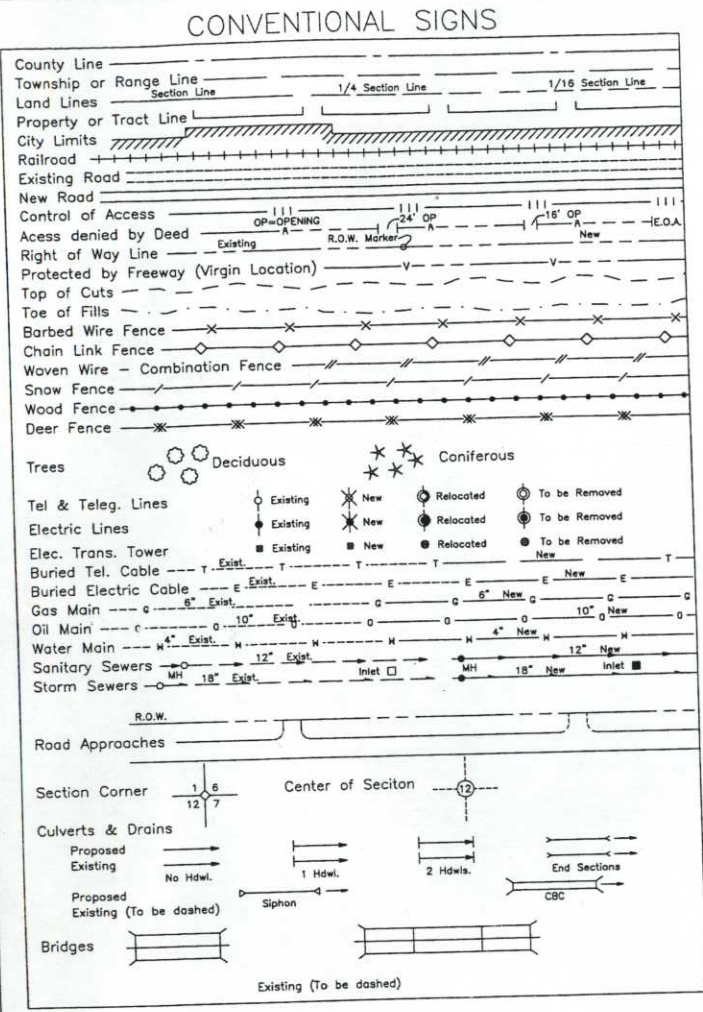 CONVENTIONAL SIGNS
County Line
Township or Range Line
Section Line 1/4 Section Line 1/16 Section Line
Land Lines
Property or Tract Line
City Limits
Railroad
Existing Road
New Road
Control of Access
OP=OPENING 24' OP 16' OP
Acess denied by Deed A A A E.O.A.
Existing R.O.W. Marker New
Right of Way Line
Protected by Freeway (Virgin Location) V V
Top of Cuts
Toe of Fills
Barbed Wire Fence
Chain Link Fence
Woven Wire - Combination Fence
Snow Fence
Wood Fence
Deer Fence
Trees Deciduous Coniferous
Tel & Teleg. Lines Existing New Relocated To be Removed
Electric Lines Existing New Relocated To be Removed
Elec. Trans. Tower Existing New Relocated To be Removed
Buried Tel. Cable T Exist. T T T New T
Buried Electric Cable E Exist. E E E E New E
Gas Main G 6" Exist. G G 6" New G G
Oil Main 10" Exist. O O O O 10" New O
Water Main W 4" Exist. W W W W 4" New W
Sanitary Sewers 12" Exist. 12" New
MH Inlet MH Inlet
Storm Sewers 18" Exist. 18" New
R.O.W.
Road Approaches
Section Corner 1 6 Center of Seciton 12
12 7
Culverts & Drains
Proposed
Existing
No Hdwl. 1 Hdwl. 2 Hdwls. End Sections
Proposed Siphon CBC
Existing (To be dashed)
Bridges
Existing (To be dashed)